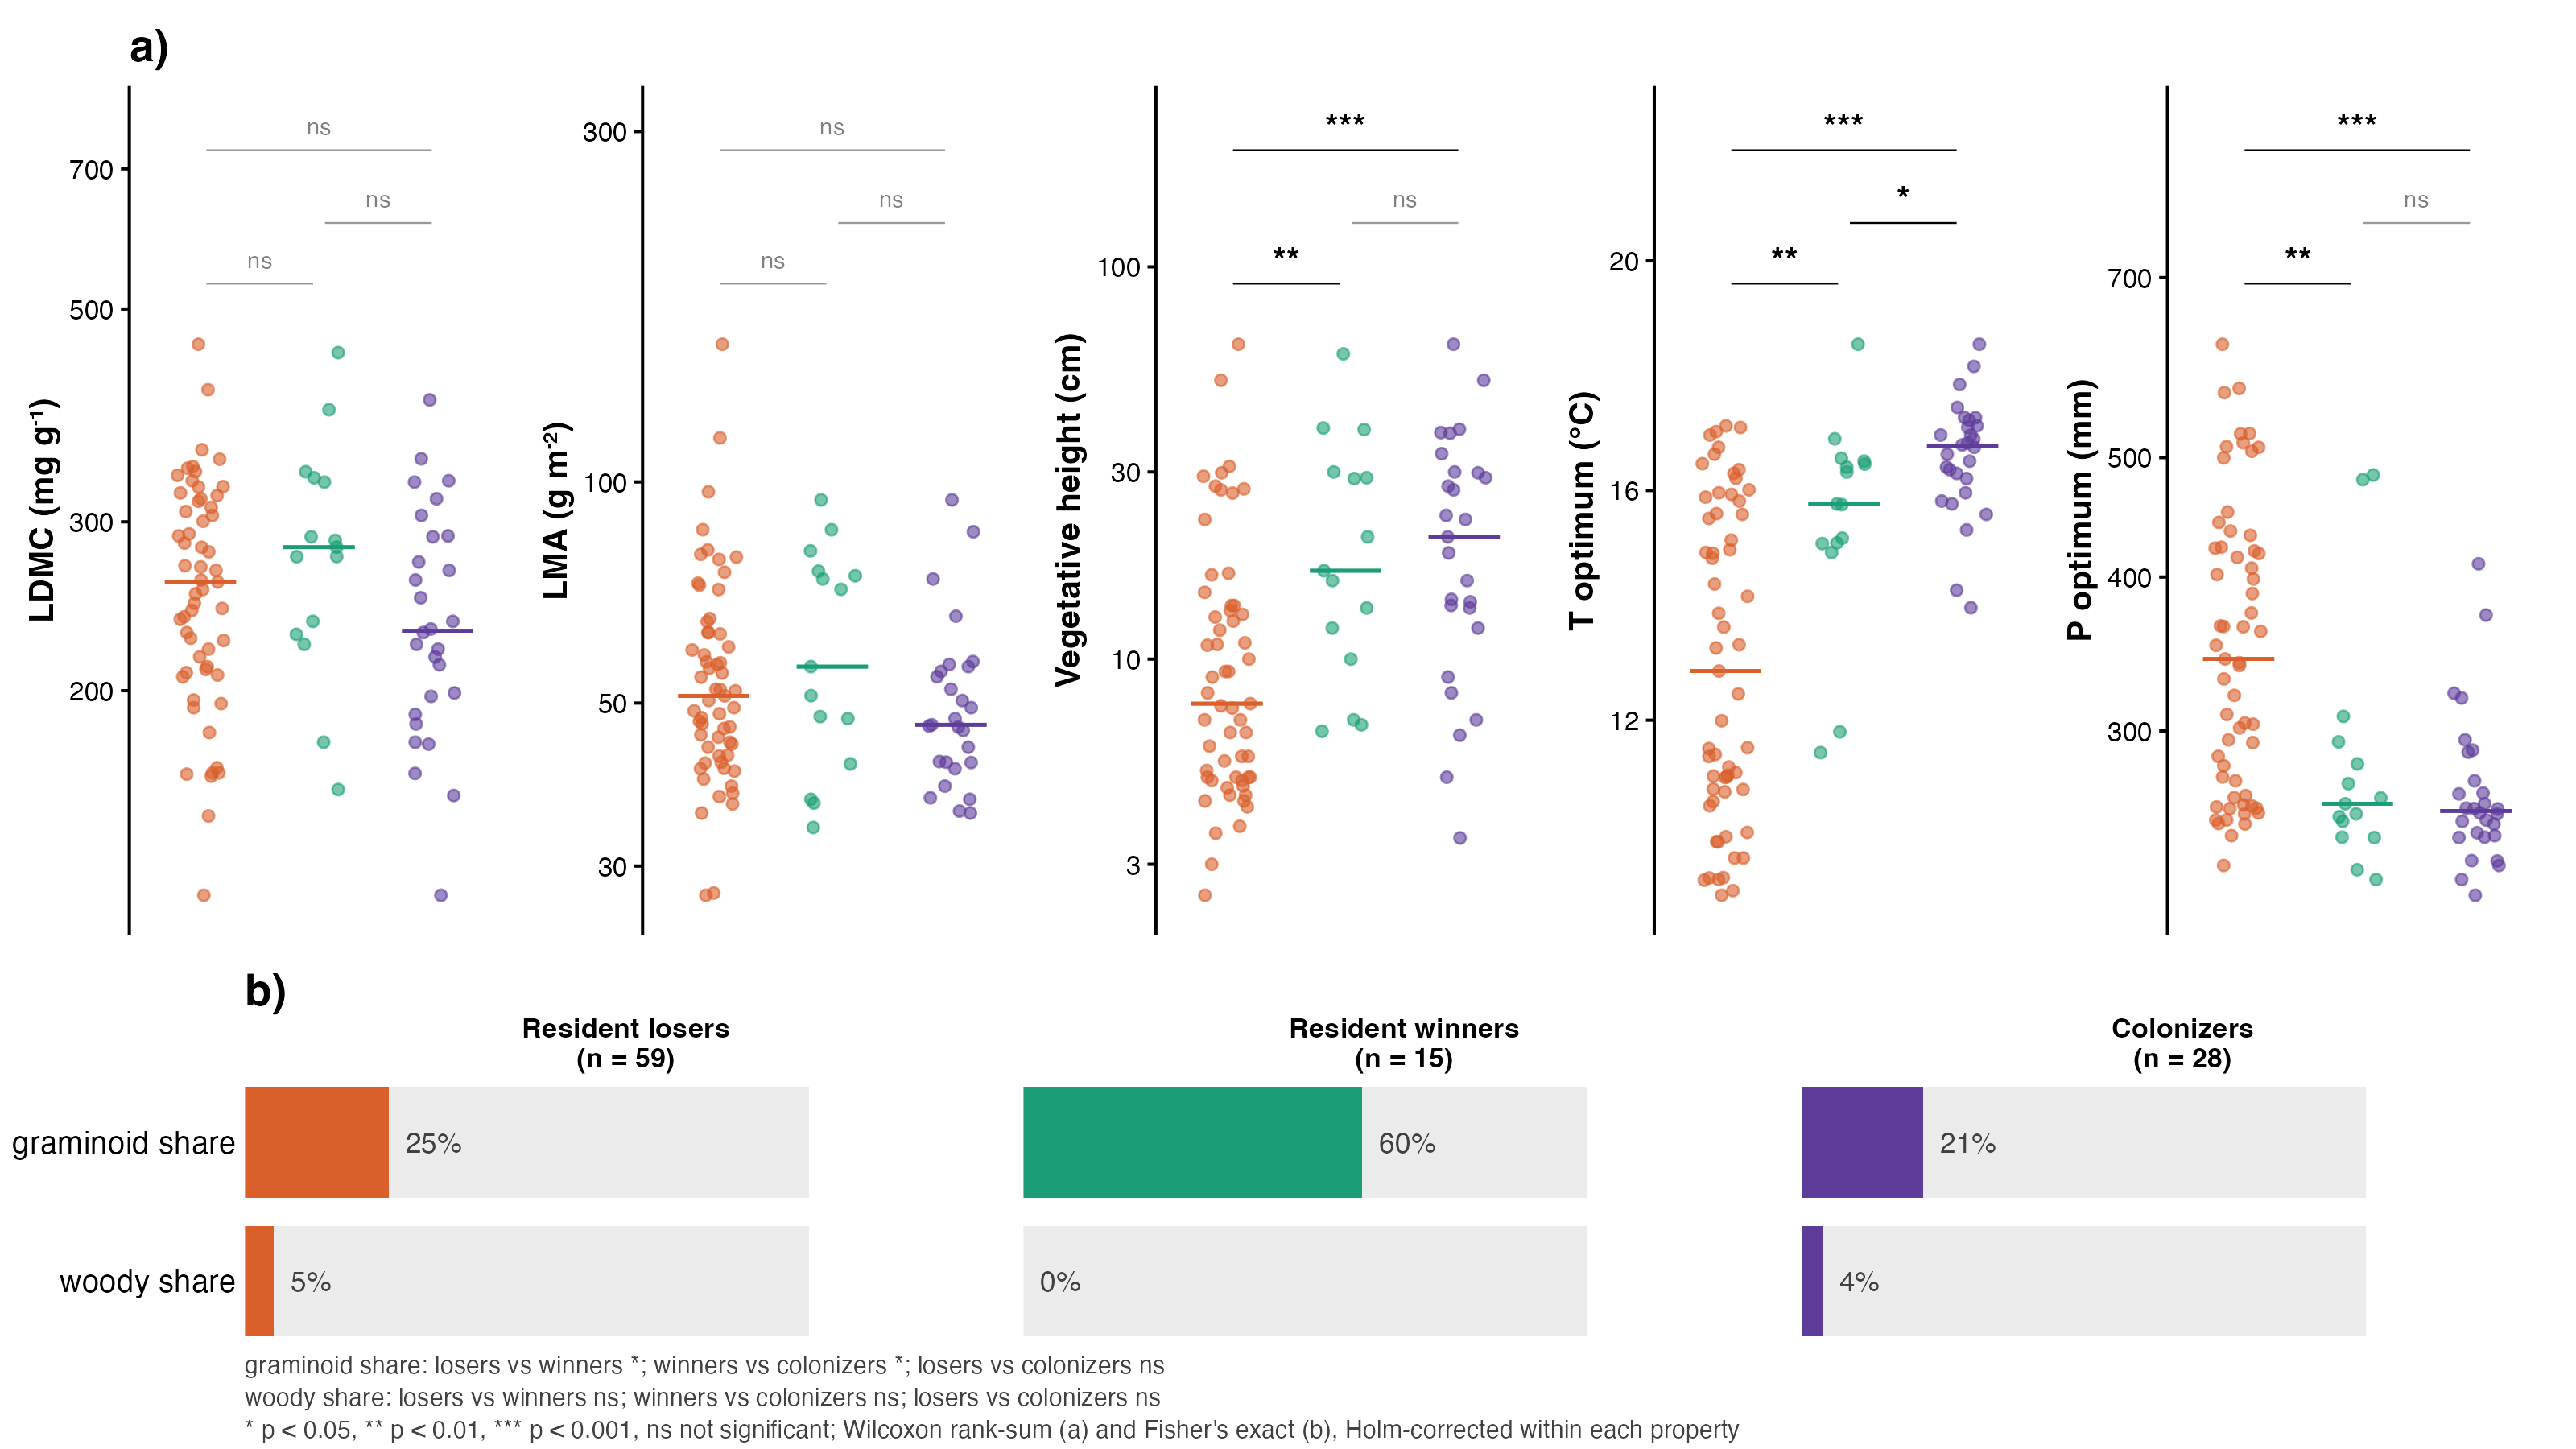 a)
LDMC (mg g⁻¹)
700
500
300
200
ns
ns
ns
LMA (g m⁻²)
300
100
50
30
ns
ns
ns
Vegetative height (cm)
100
30
10
3
***
ns
**
T optimum (°C)
20
16
12
***
*
**
P optimum (mm)
700
500
400
300
***
ns
**
b)
Resident losers
(n = 59)
Resident winners
(n = 15)
Colonizers
(n = 28)
graminoid share
25%
60%
21%
woody share
5%
0%
4%
graminoid share: losers vs winners *; winners vs colonizers *; losers vs colonizers ns
woody share: losers vs winners ns; winners vs colonizers ns; losers vs colonizers ns
* p < 0.05, ** p < 0.01, *** p < 0.001, ns not significant; Wilcoxon rank-sum (a) and Fisher's exact (b), Holm-corrected within each property